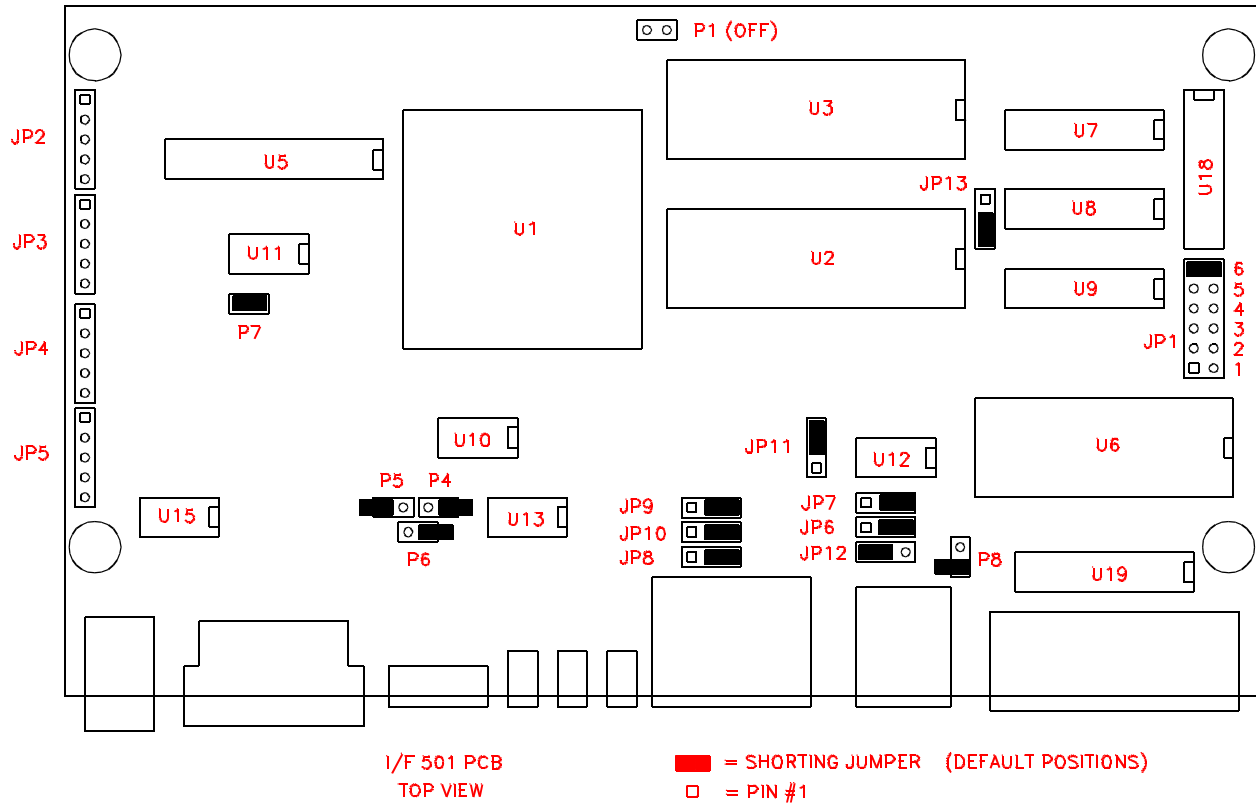 P1 (OFF)
U3
U7
JP2
U5
U18
JP13
U8
U1
JP3
U11
U2
U9
6
5
4
3
2
1
JP1
P7
JP4
U10
JP11
U12
U6
JP5
P5
P4
JP9
JP7
U15
U13
JP10
JP6
P6
JP8
JP12
P8
U19
I/F 501 PCB
TOP VIEW
= SHORTING JUMPER (DEFAULT POSITIONS)
= PIN #1